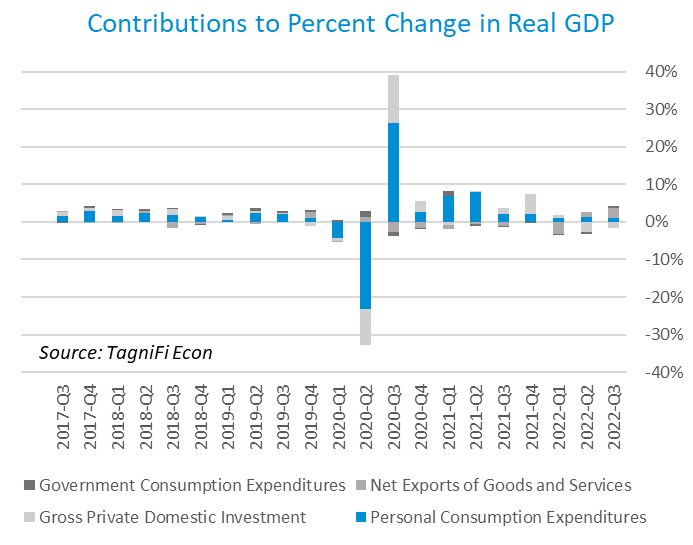 Contributions to Percent Change in Real GDP
40%
30%
20%
10%
0%
-10%
-20%
-30%
-40%
Source: TagniFi Econ
2017-Q3
2017-Q4
2018-Q1
2018-Q2
2018-Q3
2018-Q4
2019-Q1
2019-Q2
2019-Q3
2019-Q4
2020-Q1
2020-Q2
2020-Q3
2020-Q4
2021-Q1
2021-Q2
2021-Q3
2021-Q4
2022-Q1
2022-Q2
2022-Q3
Government Consumption Expenditures
Net Exports of Goods and Services
Gross Private Domestic Investment
Personal Consumption Expenditures